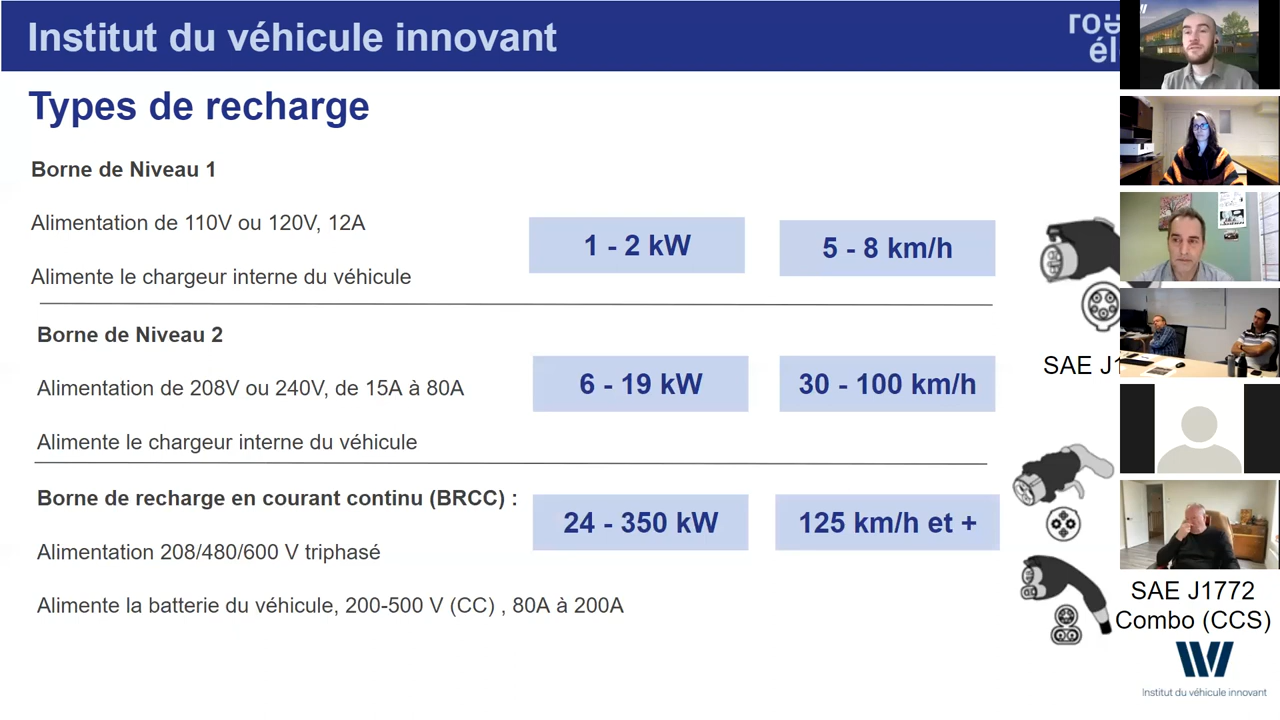 Institut du véhicule innovant
Types de recharge
Borne de Niveau 1
Alimentation de 110V ou 120V, 12A
1 - 2 kW
5 - 8 km/h
Alimente le chargeur interne du véhicule
Borne de Niveau 2
SAE
Alimentation de 208V ou 240V, de 15A à 80A
6 - 19 kW
30 - 100 km/h
Alimente le chargeur interne du véhicule
Borne de recharge en courant continu (BRCC) :
24 - 350 kW
125 km/h et +
Alimentation 208/480/600 V triphasé
Alimente la batterie du véhicule, 200-500 V (CC) , 80A à 200A
SAE J1772
Combo (CCS)
Institut du véhicule innovant